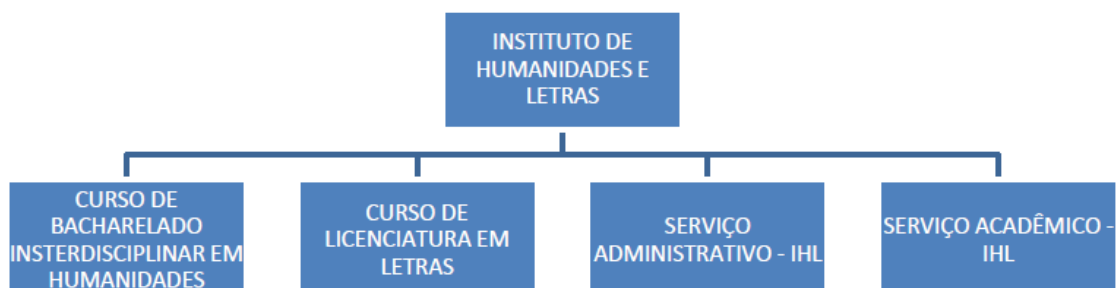 INSTITUTO DE
HUMANIDADES E
LETRAS
CURSO DE
BACHARELADO
INSTERDISCIPLINAR EM
HUMANIDADES
CURSO DE
LICENCIATURA EM
LETRAS
SERVIÇO
ADMINISTRATIVO - IHL
SERVIÇO ACADÊMICO -
IHL